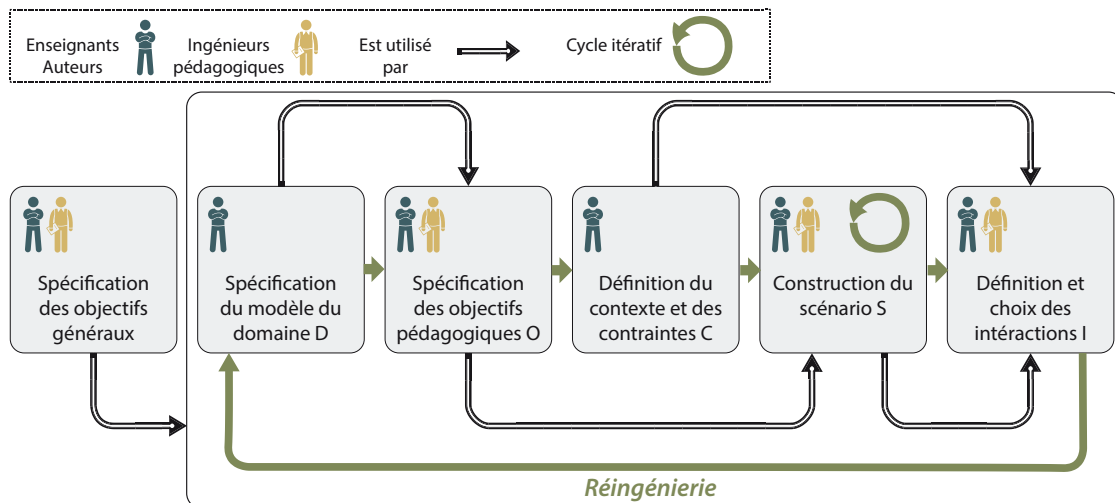 Enseignants
Auteurs
Ingénieurs
pédagogiques
Est utilisé
par
Cycle itératif
Spécification
des objectifs
généraux
Spécification
du modèle du
domaine D
Spécification
des objectifs
pédagogiques O
Définition du
contexte et des
contraintes C
Construction du
scénario S
Définition et
choix des
intéractions I
Réingénierie